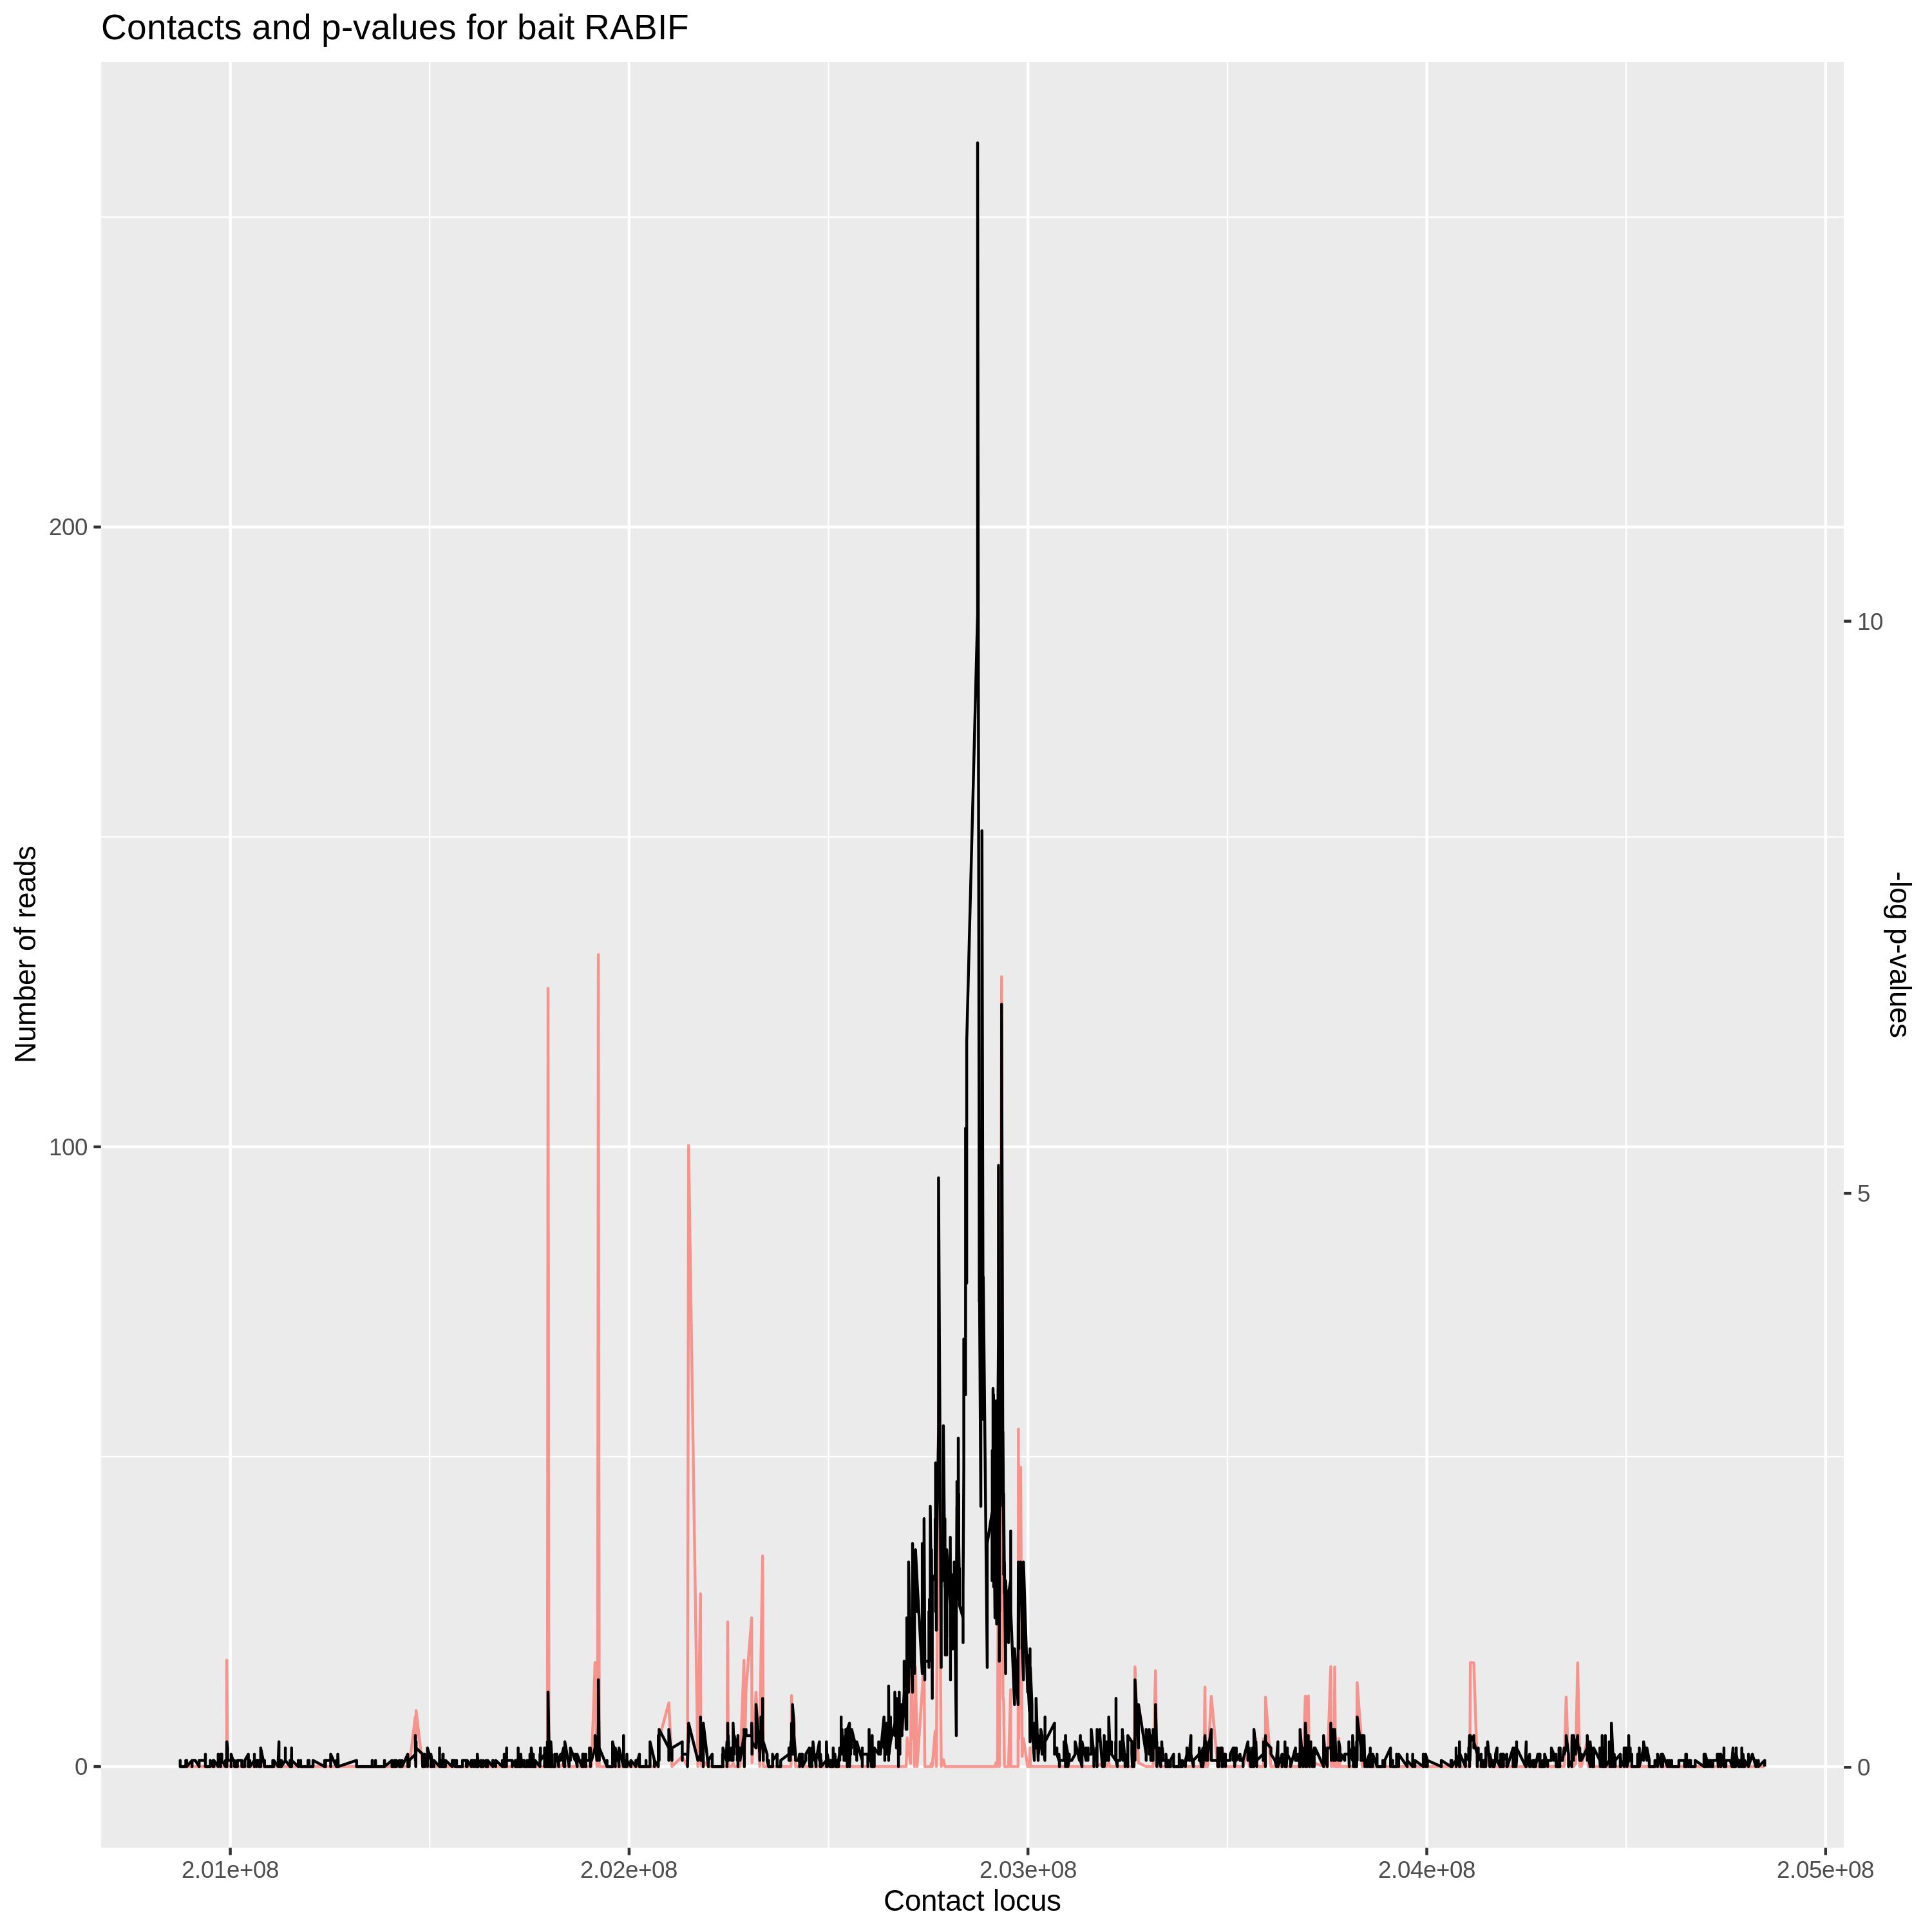 Contacts and p-values for bait RABIF
Number of reads
200
100
0
-log p-values
10
5
0
2.01e+08
2.02e+08
2.03e+08
2.04e+08
2.05e+08
Contact locus